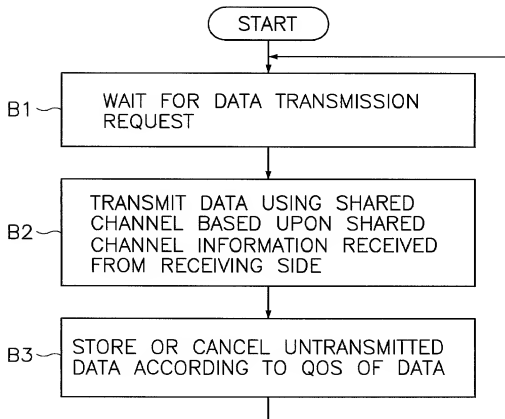 START
B1
WAIT FOR DATA TRANSMISSION
REQUEST
B2
TRANSMIT DATA USING SHARED
CHANNEL BASED UPON SHARED
CHANNEL INFORMATION RECEIVED
FROM RECEIVING SIDE
B3
STORE OR CANCEL UNTRANSMITTED
DATA ACCORDING TO QOS OF DATA